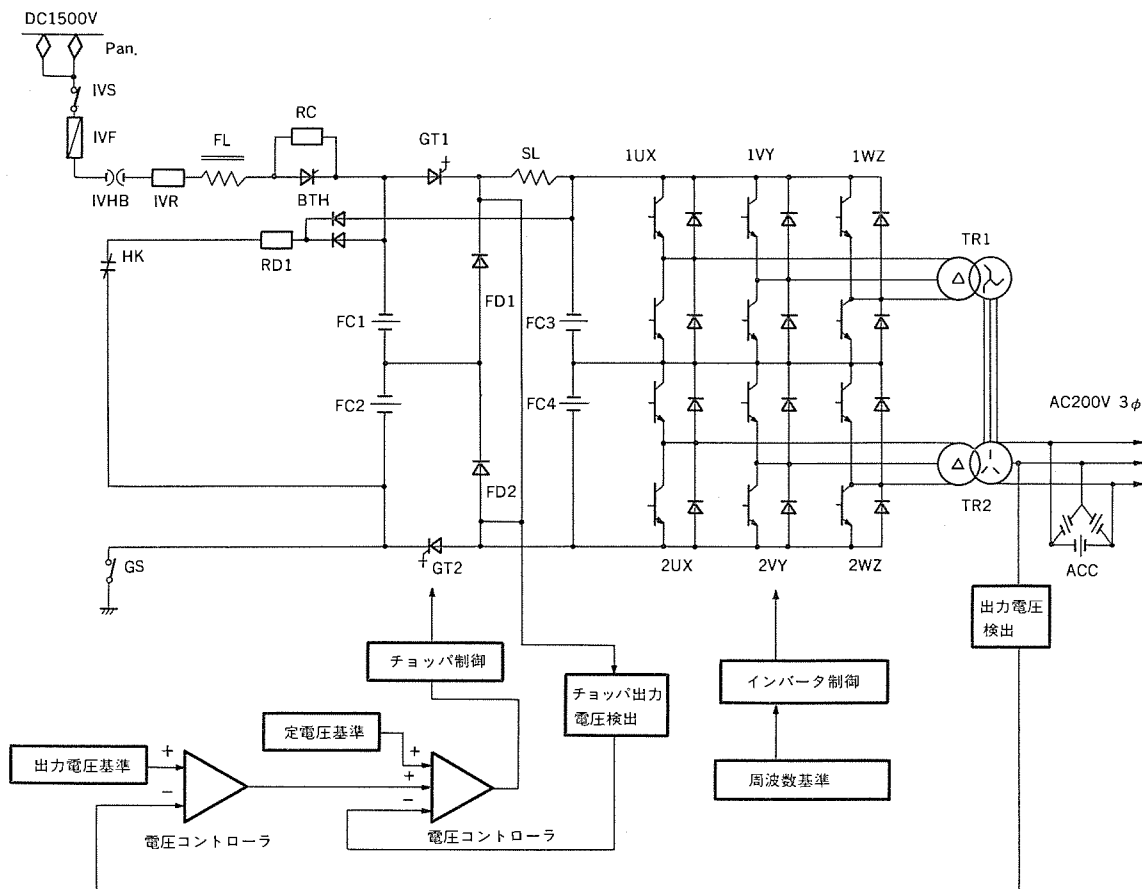 DC1500V
Pan.
IVS
IVF
RC
FL
GT1
SL
1UX
1VY
1WZ
IVHB
IVR
BTH
TR1
HK
RD1
FD1
FC1
FC3
FC2
FC4
AC200V 3φ
FD2
TR2
GS
GT2
2UX
2VY
2WZ
ACC
出力電圧
検出
チョッパ制御
インバータ制御
チョッパ出力
電圧検出
定電圧基準
出力電圧基準
周波数基準
+
−
+
+
−
電圧コントローラ
電圧コントローラ
Δ
Δ